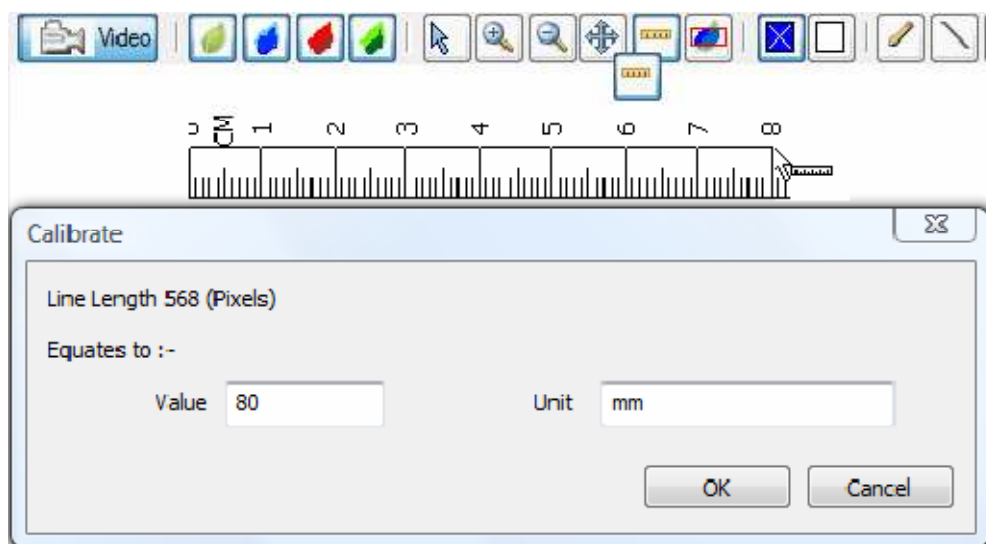 Video
0 CM 1 2 3 4 5 6 7 8
Calibrate
Line Length 568 (Pixels)
Equates to :-
Value 80 Unit mm
OK Cancel